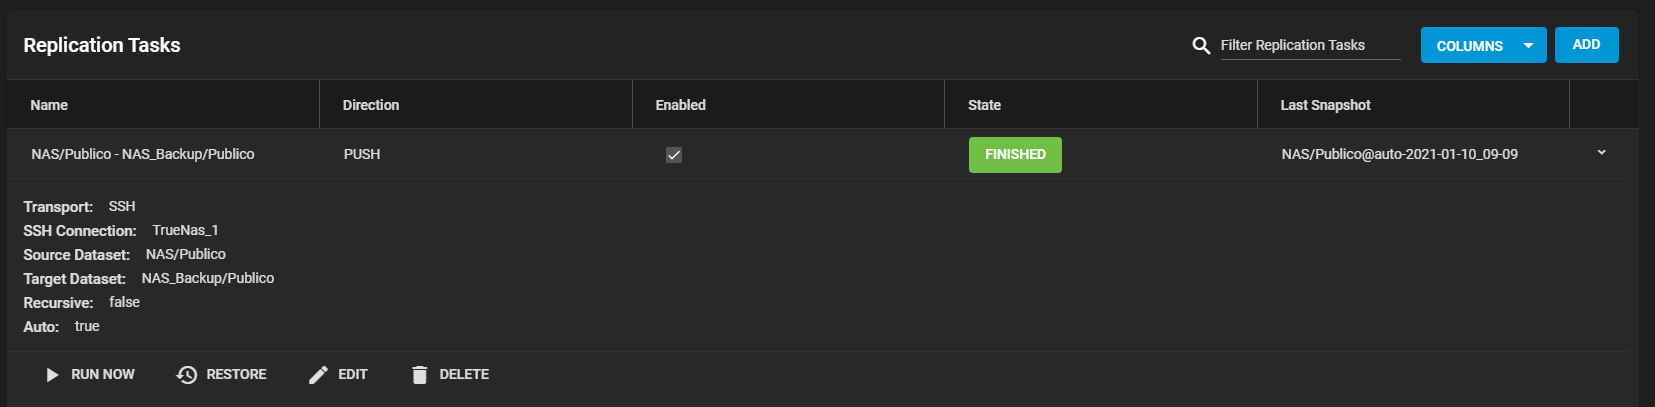 Replication Tasks Filter Replication Tasks COLUMNS ADD
Name Direction Enabled State Last Snapshot
NAS/Publico - NAS_Backup/Publico PUSH FINISHED NAS/Publico@auto-2021-01-10_09-09
Transport: SSH
SSH Connection: TrueNas_1
Source Dataset: NAS/Publico
Target Dataset: NAS_Backup/Publico
Recursive: false
Auto: true
RUN NOW RESTORE EDIT DELETE